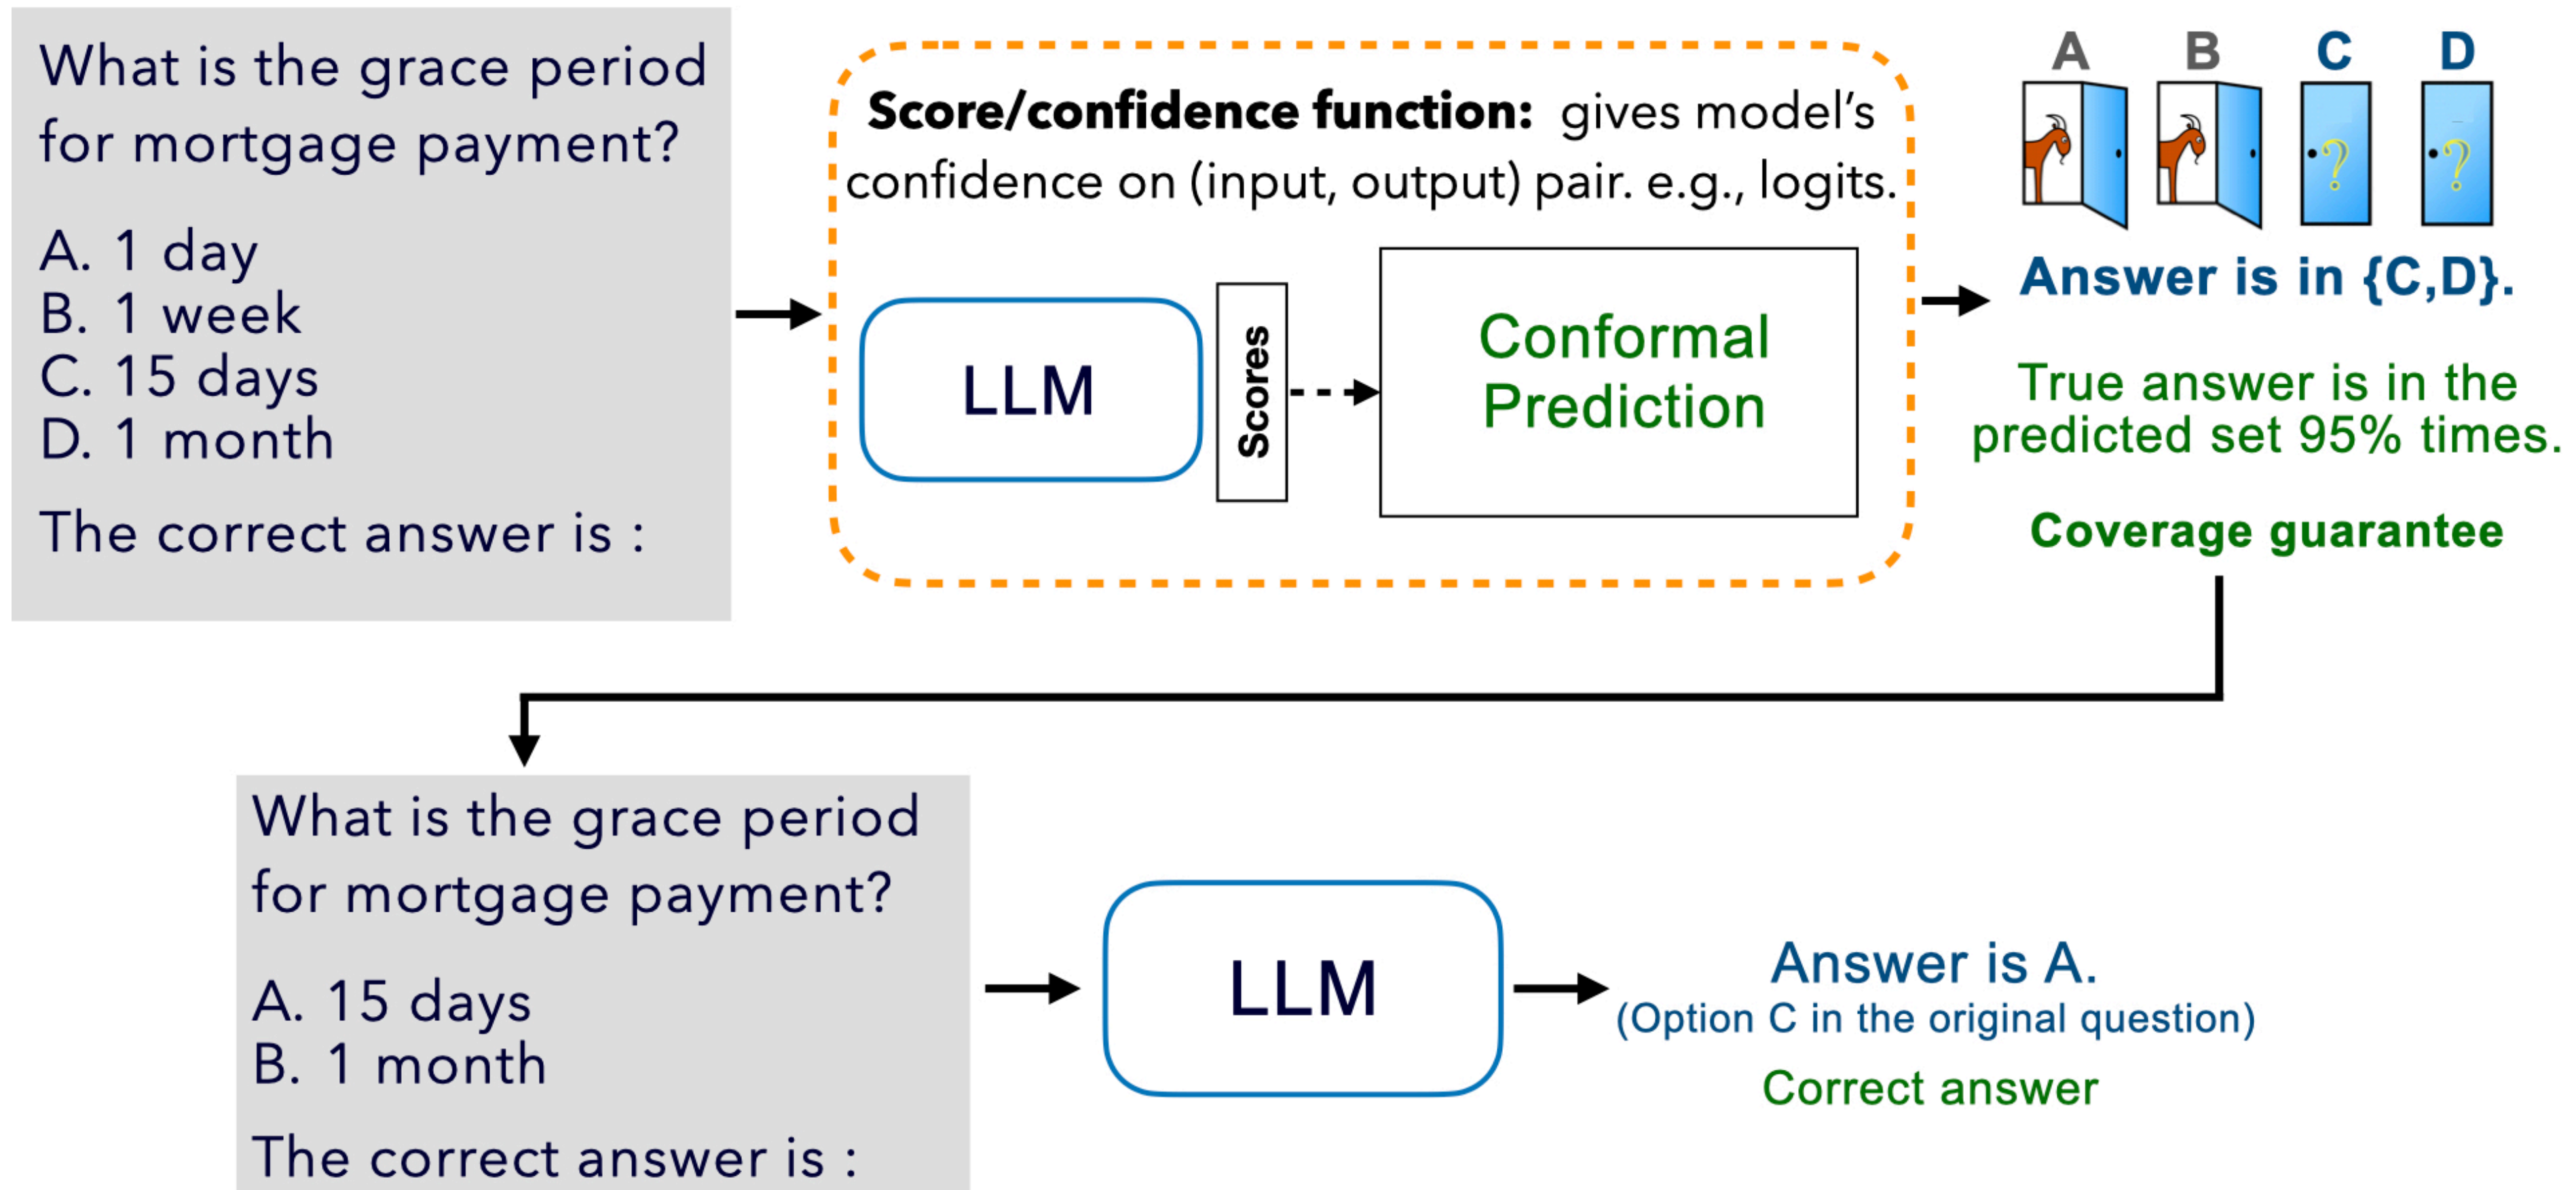 What is the grace period
for mortgage payment?
A. 1 day
B. 1 week
C. 15 days
D. 1 month
The correct answer is :
Score/confidence function: gives model's
confidence on (input, output) pair. e.g., logits.
LLM
Scores
Conformal
Prediction
A B C D
? ?
Answer is in {C,D}.
True answer is in the
predicted set 95% times.
Coverage guarantee
What is the grace period
for mortgage payment?
A. 15 days
B. 1 month
The correct answer is :
LLM
Answer is A.
(Option C in the original question)
Correct answer